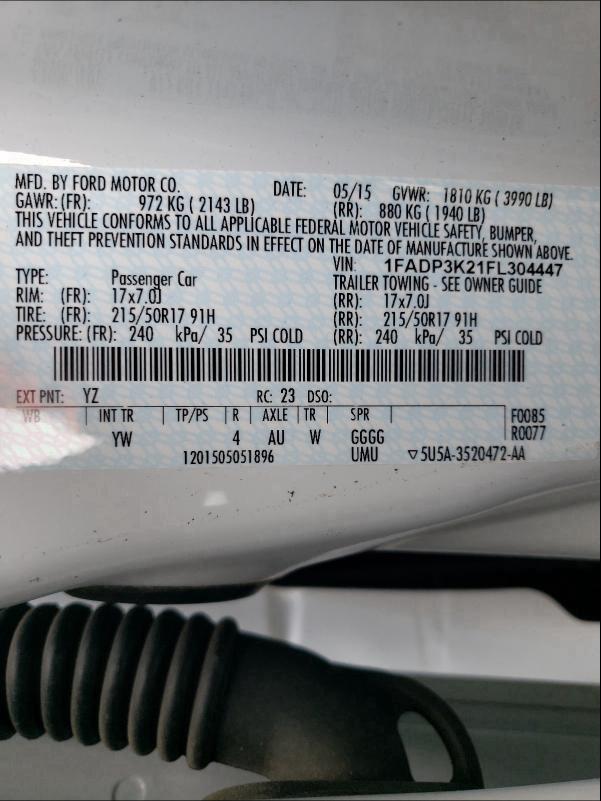 MFD. BY FORD MOTOR CO. DATE: 05/15 GVWR: 1810 KG ( 3990 LB)
GAWR: (FR): 972 KG ( 2143 LB) (RR): 880 KG ( 1940 LB)
THIS VEHICLE CONFORMS TO ALL APPLICABLE FEDERAL MOTOR VEHICLE SAFETY, BUMPER,
AND THEFT PREVENTION STANDARDS IN EFFECT ON THE DATE OF MANUFACTURE SHOWN ABOVE.
VIN: 1FADP3K21FL304447
TYPE: Passenger Car TRAILER TOWING - SEE OWNER GUIDE
RIM: (FR): 17x7.0J (RR): 17x7.0J
TIRE: (FR): 215/50R17 91H (RR): 215/50R17 91H
PRESSURE: (FR): 240 kPa/ 35 PSI COLD (RR): 240 kPa/ 35 PSI COLD
EXT PNT: YZ RC: 23 DSO:
WB INT TR TP/PS R AXLE TR SPR F0085
YW 4 AU W GGGG R0077
1201505051896 UMU ▽5U5A-3520472-AA